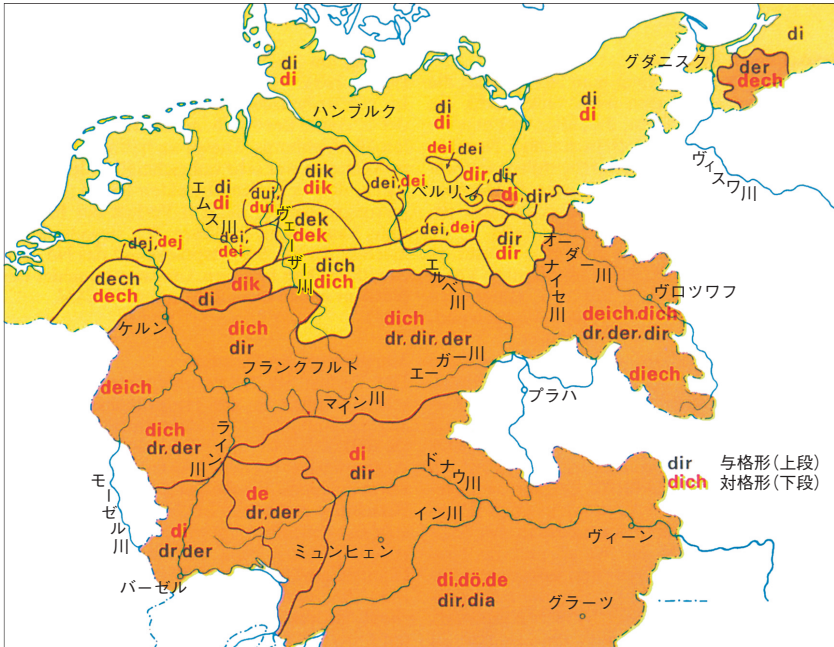 di
di
di
der
dech
グダニスク
ハンブルク
di
di
di
di
dei, dei
dir, dir
di, dir
ベルリン
ヴィスワ川
dik
dik
dei, dei
di
di
duj,
dui
エムス川
ヴェーザー川
dei,
dei
dek
dek
dei, dei
dir
dir
dej, dej
dech
dech
di
dik
dich
dich
エルベ川
オーダー川
ナイセ川
ヴロツワフ
ケルン
dich
dir
dich
dr, dir, der
deich, dich
dr, der, dir
diech
フランクフルト
エーガー川
プラハ
deich
マイン川
dich
dr, der
ライン川
di
dir
ドナウ川
dir 与格形（上段）
dich 対格形（下段）
モーゼル川
de
dr, der
イン川
di
dr, der
ミュンヒェン
ヴィーン
バーゼル
di, dö, de
dir, dia
グラーツ